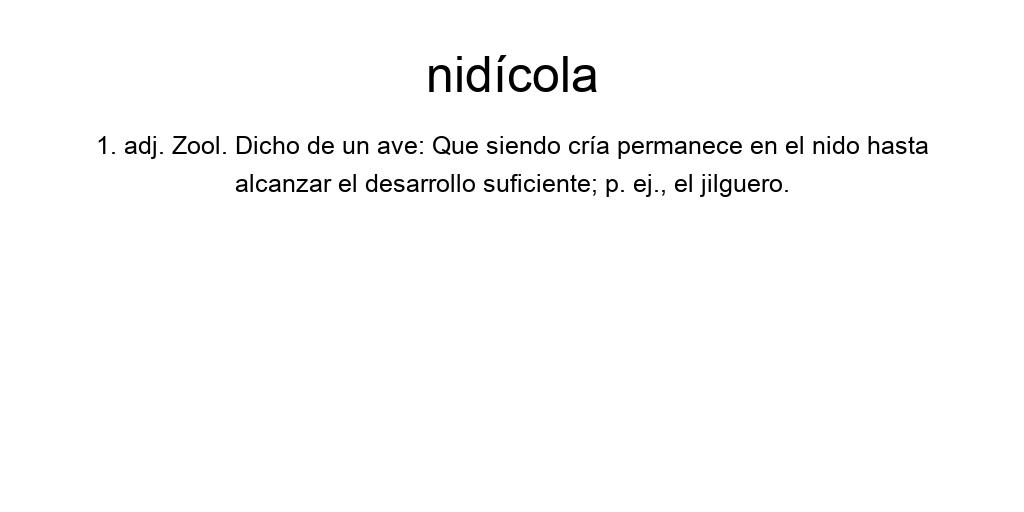 nidícola
1. adj. Zool. Dicho de un ave: Que siendo cría permanece en el nido hasta
alcanzar el desarrollo suficiente; p. ej., el jilguero.